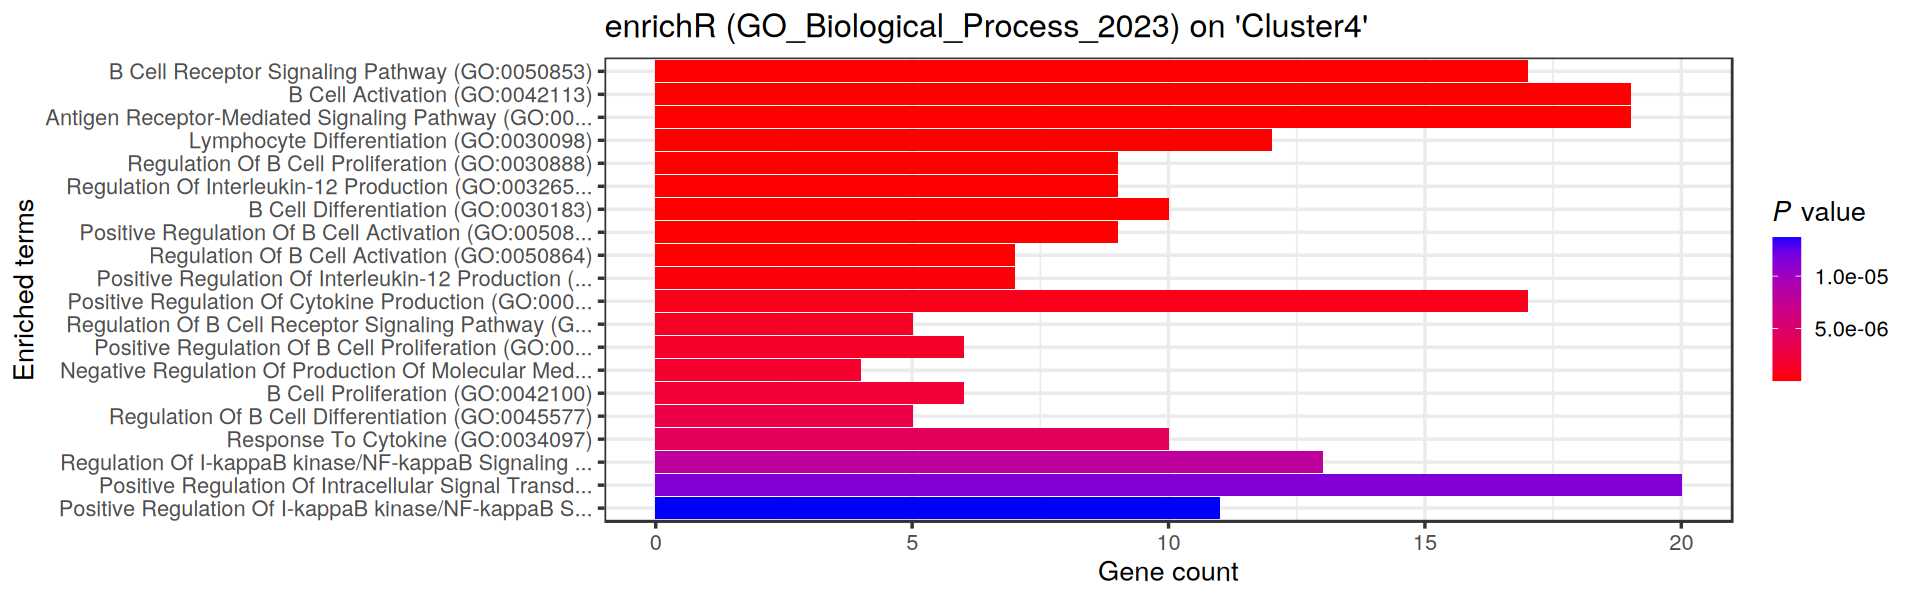 enrichR (GO_Biological_Process_2023) on 'Cluster4'
Enriched terms
B Cell Receptor Signaling Pathway (GO:0050853)
B Cell Activation (GO:0042113)
Antigen Receptor-Mediated Signaling Pathway (GO:00...
Lymphocyte Differentiation (GO:0030098)
Regulation Of B Cell Proliferation (GO:0030888)
Regulation Of Interleukin-12 Production (GO:003265...
B Cell Differentiation (GO:0030183)
Positive Regulation Of B Cell Activation (GO:00508...
Regulation Of B Cell Activation (GO:0050864)
Positive Regulation Of Interleukin-12 Production (...
Positive Regulation Of Cytokine Production (GO:000...
Regulation Of B Cell Receptor Signaling Pathway (G...
Positive Regulation Of B Cell Proliferation (GO:00...
Negative Regulation Of Production Of Molecular Med...
B Cell Proliferation (GO:0042100)
Regulation Of B Cell Differentiation (GO:0045577)
Response To Cytokine (GO:0034097)
Regulation Of I-kappaB kinase/NF-kappaB Signaling ...
Positive Regulation Of Intracellular Signal Transd...
Positive Regulation Of I-kappaB kinase/NF-kappaB S...
0 5 10 15 20
Gene count
P value
1.0e-05
5.0e-06